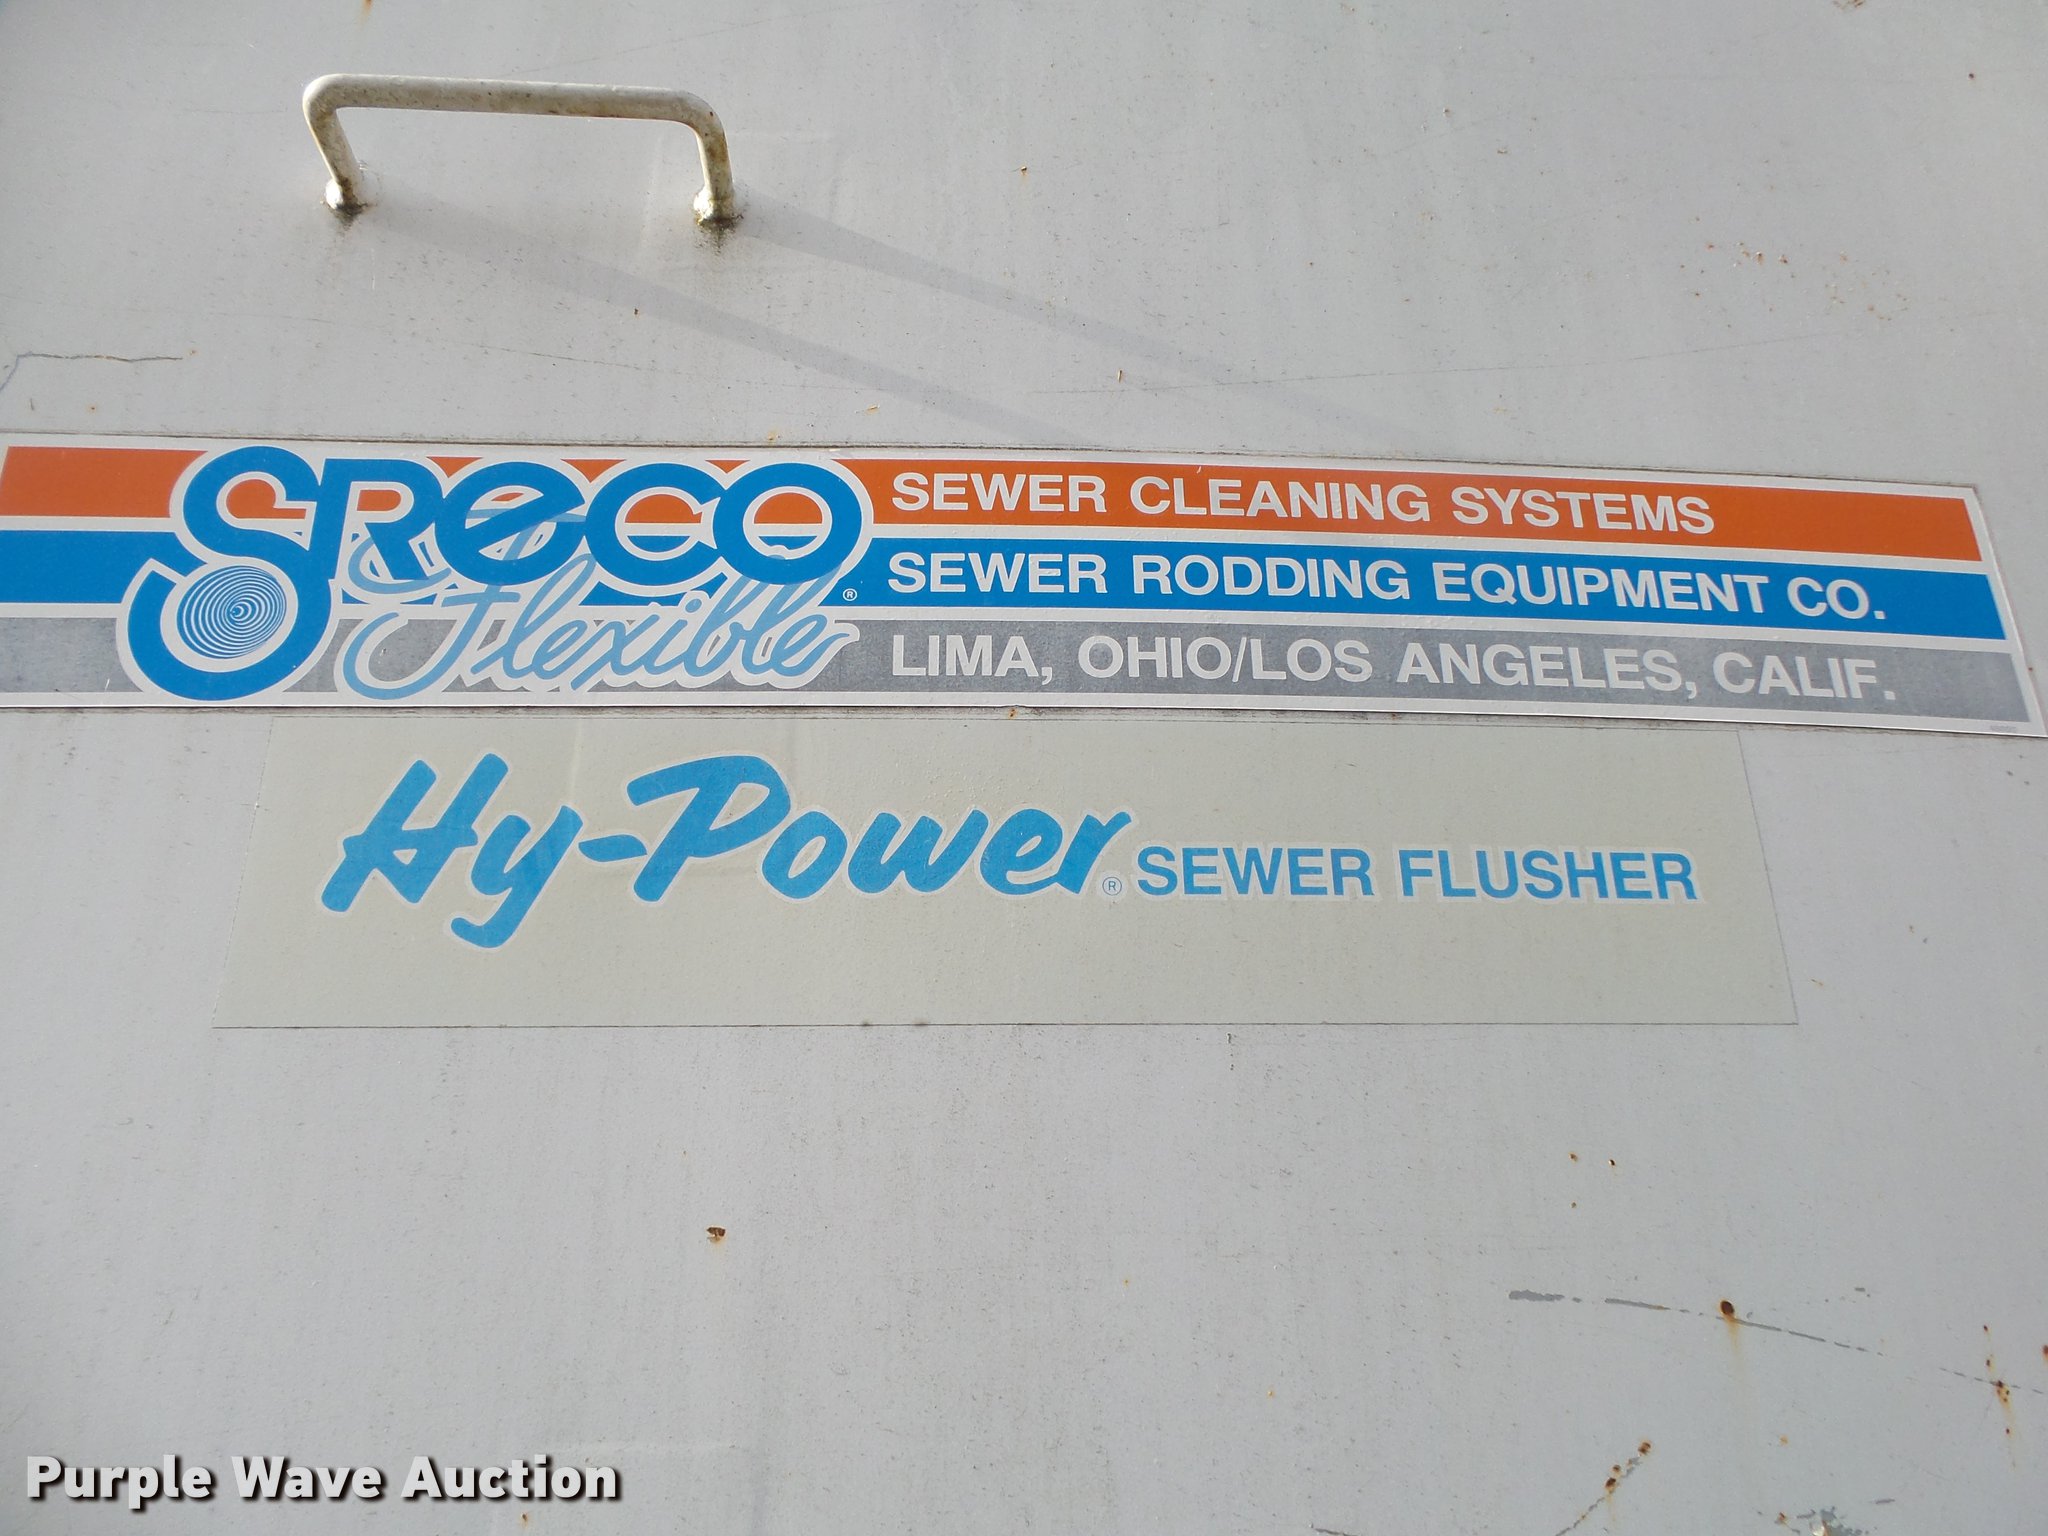 SReCO
Flexible ®
SEWER CLEANING SYSTEMS
SEWER RODDING EQUIPMENT CO.
LIMA, OHIO/LOS ANGELES, CALIF.
Hy-Power® SEWER FLUSHER
Purple Wave Auction